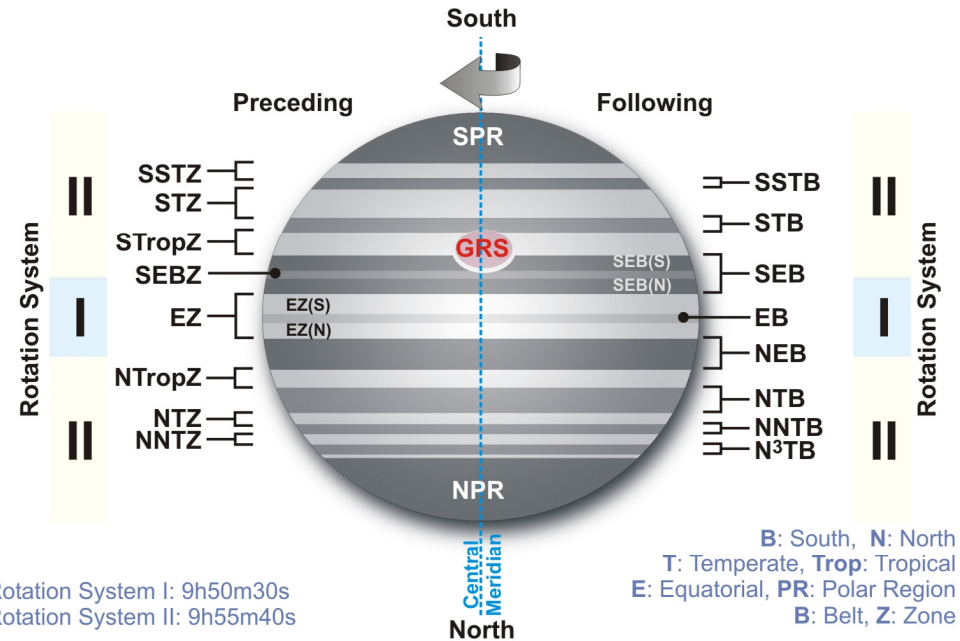 South
Preceding
Following
SPR
SSTZ
STZ
STropZ
SEBZ
EZ
NTropZ
NTZ
NNTZ
II
I
II
Rotation System
GRS
SEB(S)
SEB(N)
EZ(S)
EZ(N)
NPR
SSTB
STB
SEB
EB
NEB
NTB
NNTB
N³TB
II
I
II
Rotation System
Central
Meridian
North
otation System I: 9h50m30s
otation System II: 9h55m40s
B: South, N: North
T: Temperate, Trop: Tropical
E: Equatorial, PR: Polar Region
B: Belt, Z: Zone